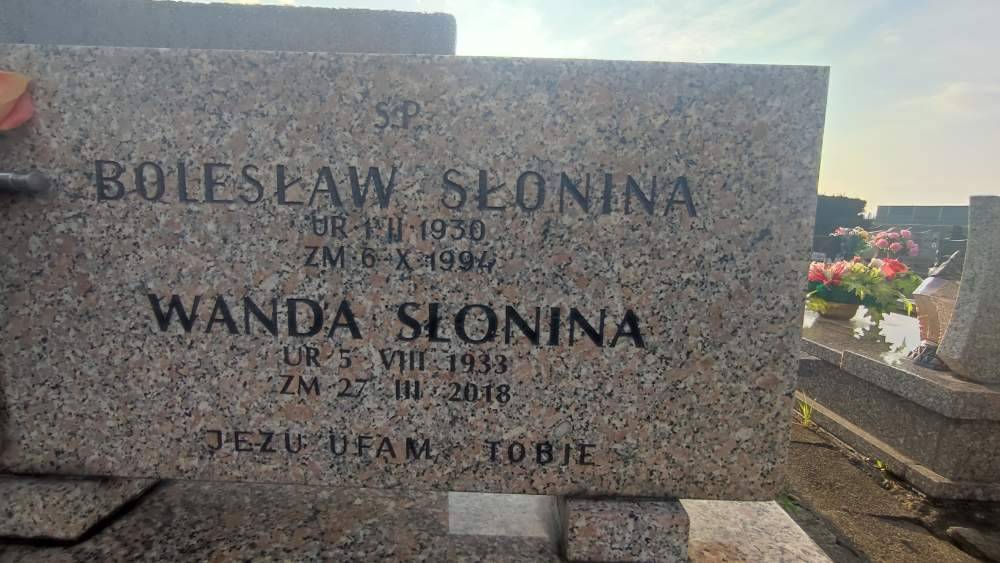 ŚP
BOLESŁAW SŁONINA
UR 1 II 1930
ZM 6 X 1994
WANDA SŁONINA
UR 5 VIII 1933
ZM 27 III 2018
JEZU UFAM TOBIE